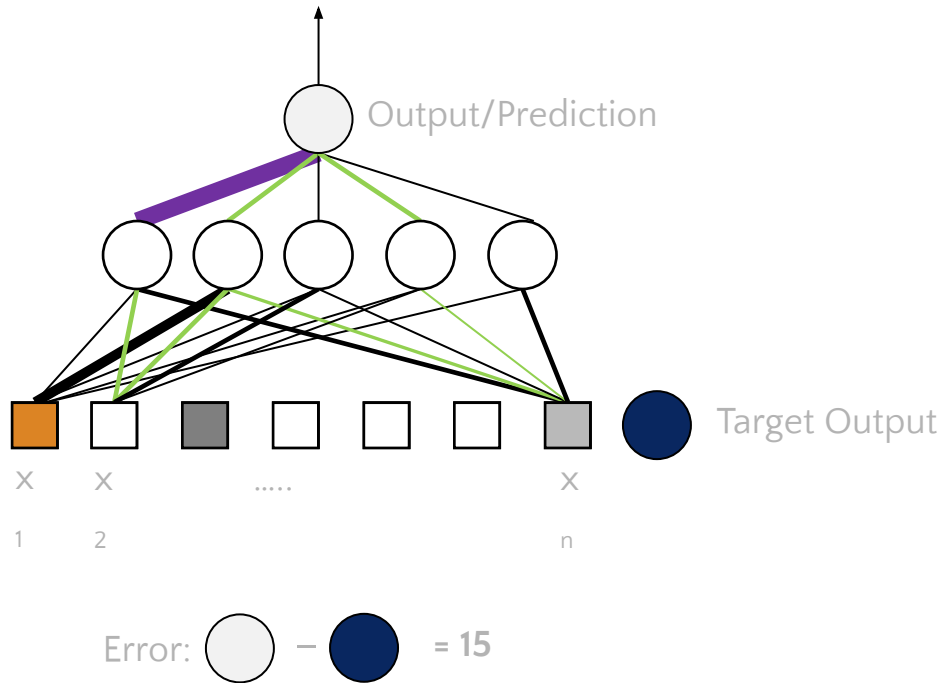 Output/Prediction
Target Output
X X ..... X
1 2 n
Error: – = 15